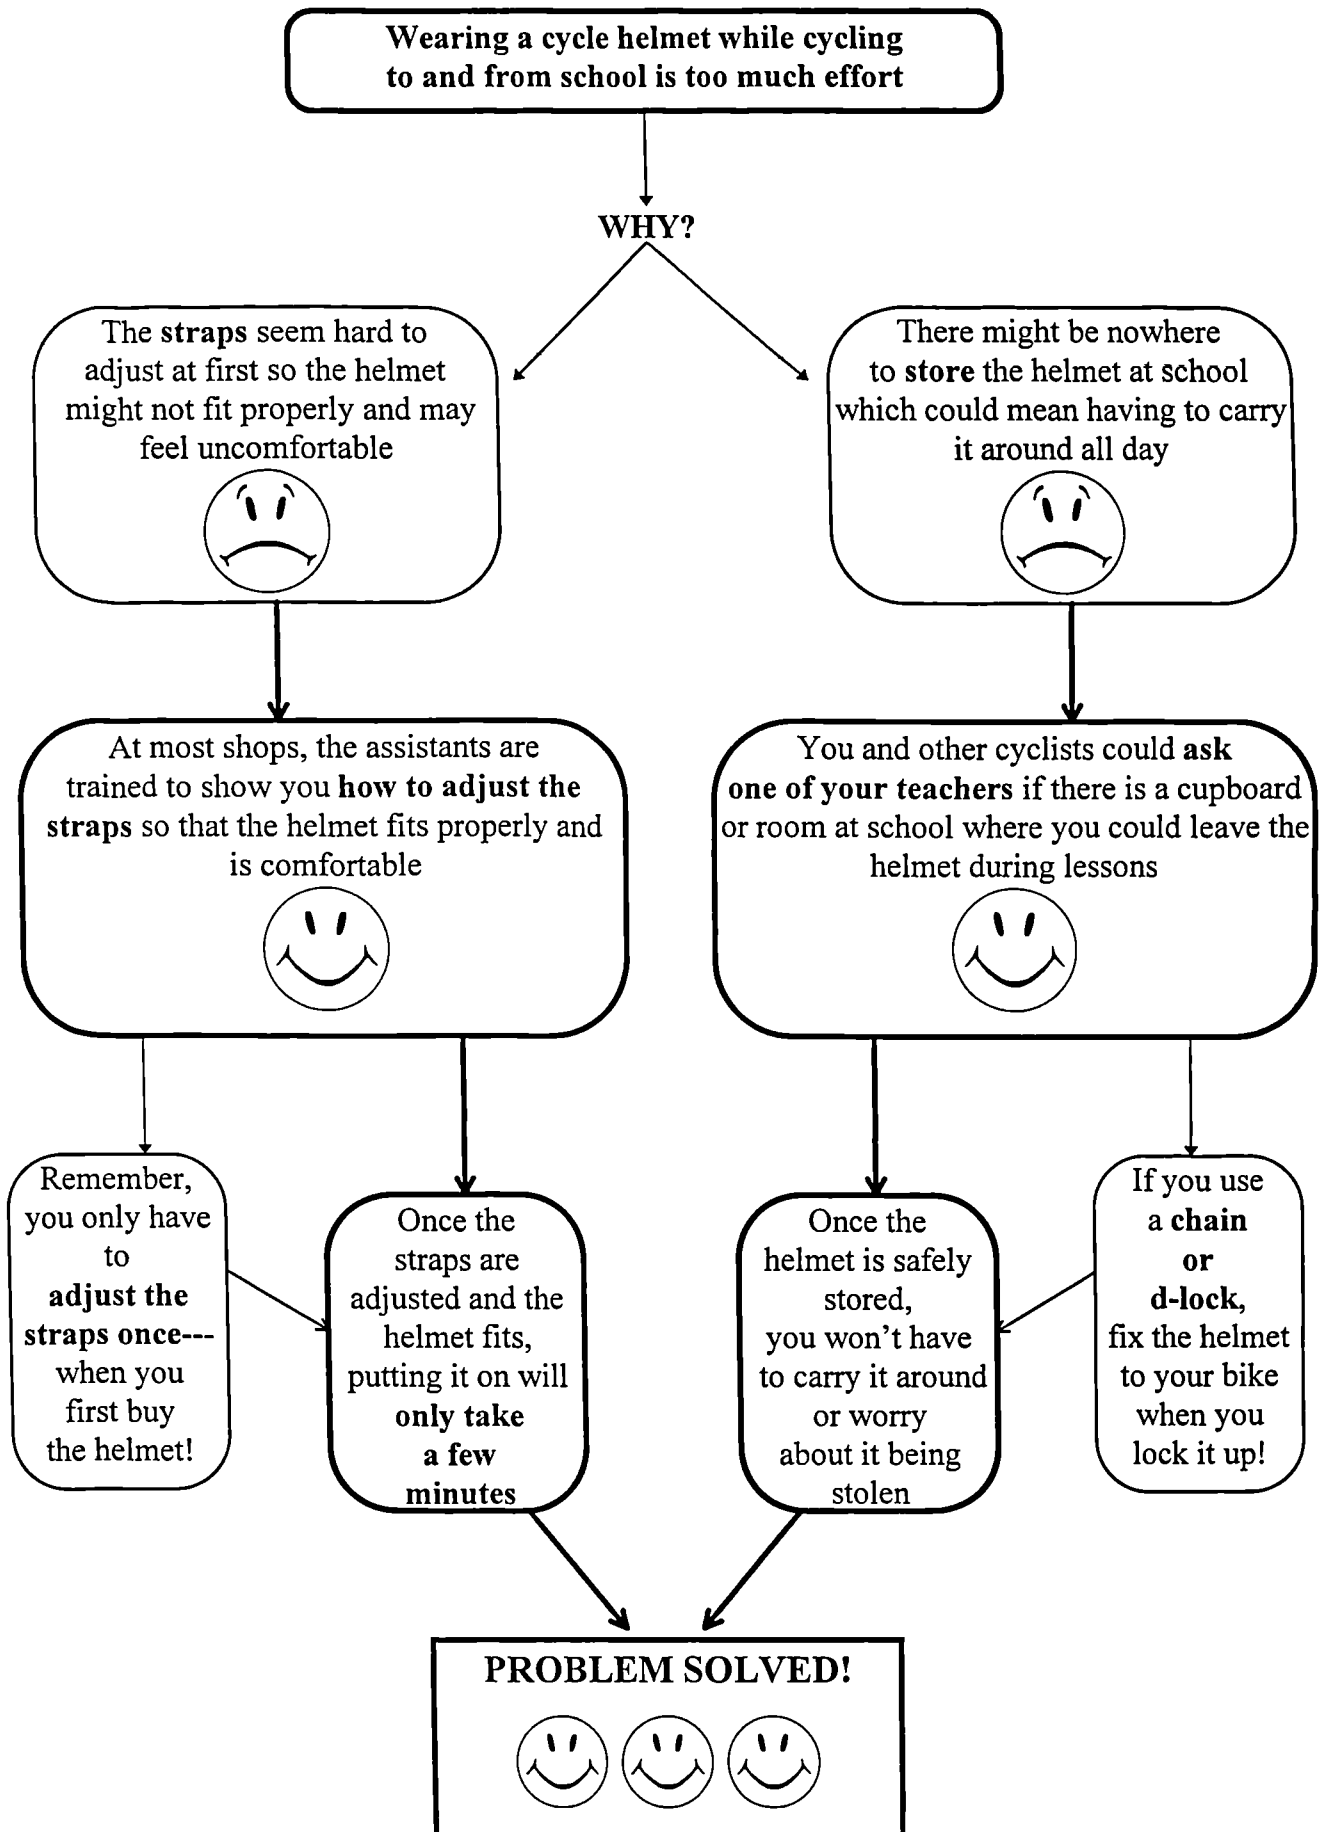 Wearing a cycle helmet while cycling
to and from school is too much effort
WHY?
The straps seem hard to
adjust at first so the helmet
might not fit properly and may
feel uncomfortable
There might be nowhere
to store the helmet at school
which could mean having to carry
it around all day
At most shops, the assistants are
trained to show you how to adjust the
straps so that the helmet fits properly and
is comfortable
You and other cyclists could ask
one of your teachers if there is a cupboard
or room at school where you could leave the
helmet during lessons
Remember,
you only have
to
adjust the
straps once---
when you
first buy
the helmet!
Once the
straps are
adjusted and the
helmet fits,
putting it on will
only take
a few
minutes
Once the
helmet is safely
stored,
you won't have
to carry it around
or worry
about it being
stolen
If you use
a chain
or
d-lock,
fix the helmet
to your bike
when you
lock it up!
PROBLEM SOLVED!